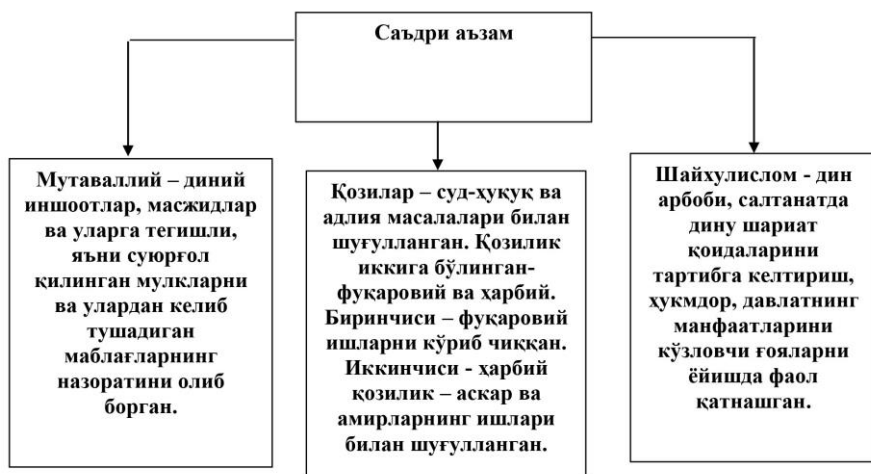 Саъдри аъзам
Мутаваллий – диний
иншоотлар, масжидлар
ва уларга тегишли,
яъни суюрғол
қилинган мулкларни
ва улардан келиб
тушадиган
маблағларнинг
назоратини олиб
борган.
Қозилар – суд-ҳуқуқ ва
адлия масалалари билан
шуғулланган. Қозилик
иккига бўлинган-
фуқаровий ва ҳарбий.
Биринчиси – фуқаровий
ишларни кўриб чиққан.
Иккинчиси - ҳарбий
қозилик – аскар ва
амирларнинг ишлари
билан шуғулланган.
Шайхулислом - дин
арбоби, салтанатда
дину шариат
қоидаларини
тартибга келтириш,
ҳукмдор, давлатнинг
манфаатларини
кўзловчи ғояларни
ёйишда фаол
қатнашган.